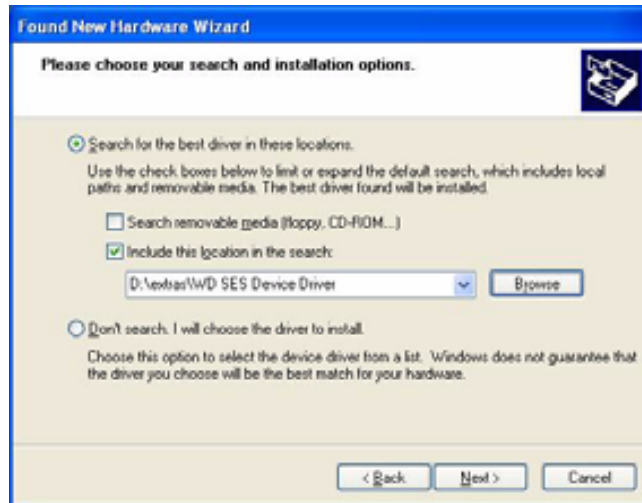 Found New Hardware Wizard
Please choose your search and installation options.
Search for the best driver in these locations.
Use the check boxes below to limit or expand the default search, which includes local
paths and removable media. The best driver found will be installed.
Search removable media (floppy, CD-ROM...)
Include this location in the search:
D:\extras\WD SES Device Driver
Browse
Don't search. I will choose the driver to install.
Choose this option to select the device driver from a list. Windows does not guarantee that
the driver you choose will be the best match for your hardware.
< Back Next > Cancel